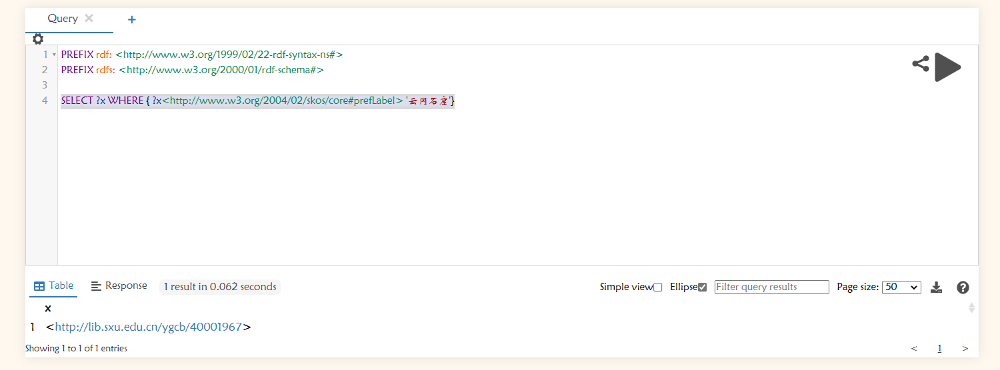 Query
1 PREFIX rdf: <http://www.w3.org/1999/02/22-rdf-syntax-ns#>
2 PREFIX rdfs: <http://www.w3.org/2000/01/rdf-schema#>
3
4 SELECT ?x WHERE { ?x<http://www.w3.org/2004/02/skos/core#prefLabel> '云冈石窟'}
Table Response 1 result in 0.062 seconds Simple view Ellipse Filter query results Page size: 50
x
1 <http://lib.sxu.edu.cn/ygcb/40001967>
Showing 1 to 1 of 1 entries < 1 >